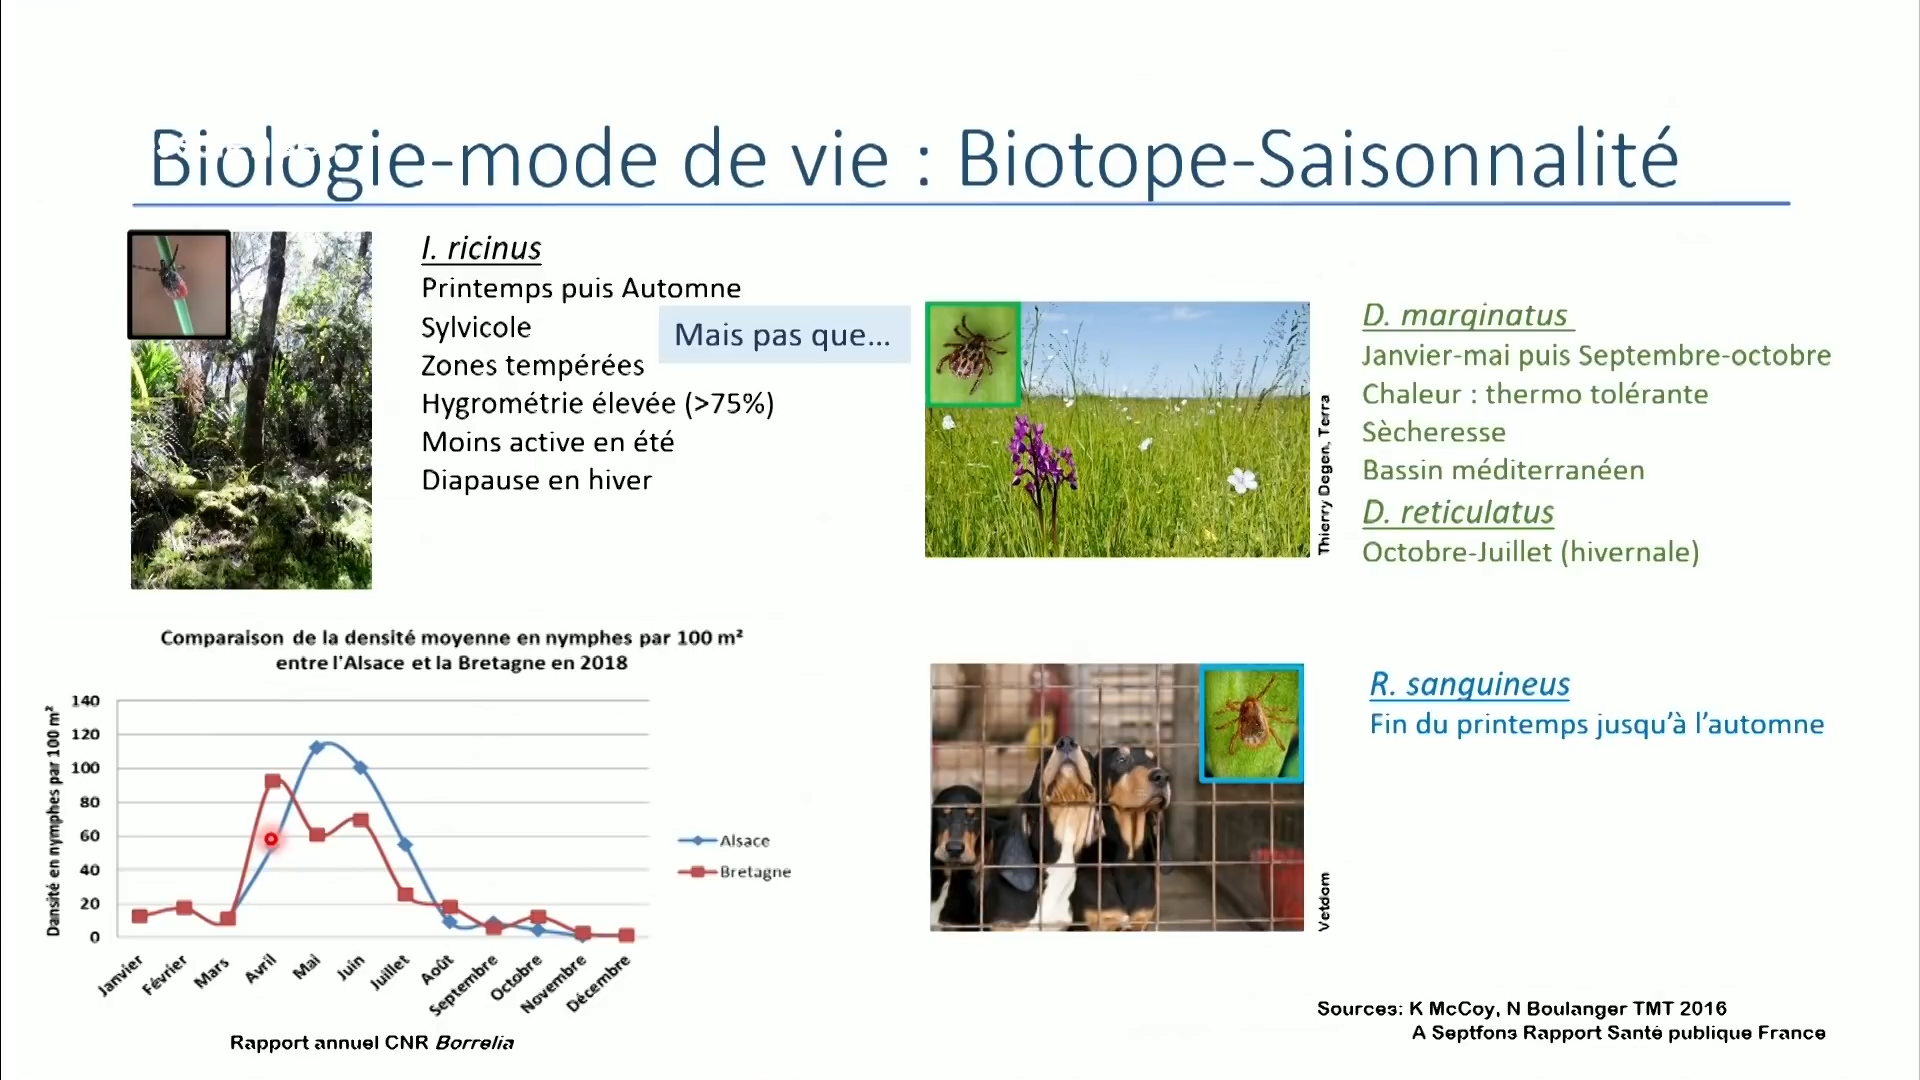 Biologie-mode de vie : Biotope-Saisonnalité
I. ricinus
Printemps puis Automne
Sylvicole
Zones tempérées
Hygrométrie élevée (>75%)
Moins active en été
Diapause en hiver
Mais pas que...
Thierry Degen, Terra
D. marginatus
Janvier-mai puis Septembre-octobre
Chaleur : thermo tolérante
Sècheresse
Bassin méditerranéen
D. reticulatus
Octobre-Juillet (hivernale)
Comparaison de la densité moyenne en nymphes par 100 m²
entre l'Alsace et la Bretagne en 2018
Dansité en nymphes par 100 m²
140
120
100
80
60
40
20
0
Janvier
Février
Mars
Avril
Mai
Juin
Juillet
Août
Septembre
Octobre
Novembre
Décembre
Alsace
Bretagne
Rapport annuel CNR Borrelia
Vetdom
R. sanguineus
Fin du printemps jusqu'à l'automne
Sources: K McCoy, N Boulanger TMT 2016
A Septfons Rapport Santé publique France